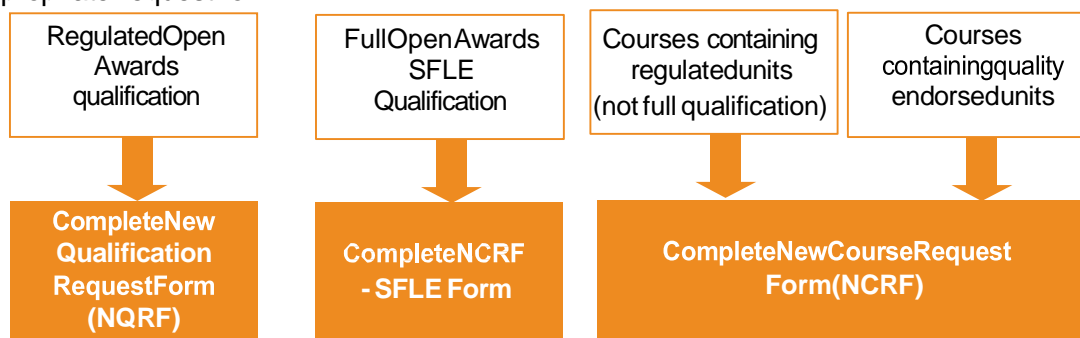 RegulatedOpen
Awards
qualification
FullOpenAwards
SFLE
Qualification
Courses containing
regulatedunits
(not full qualification)
Courses
containingquality
endorsedunits
CompleteNew
Qualification
RequestForm
(NQRF)
CompleteNCRF
- SFLE Form
CompleteNewCourseRequest
Form(NCRF)